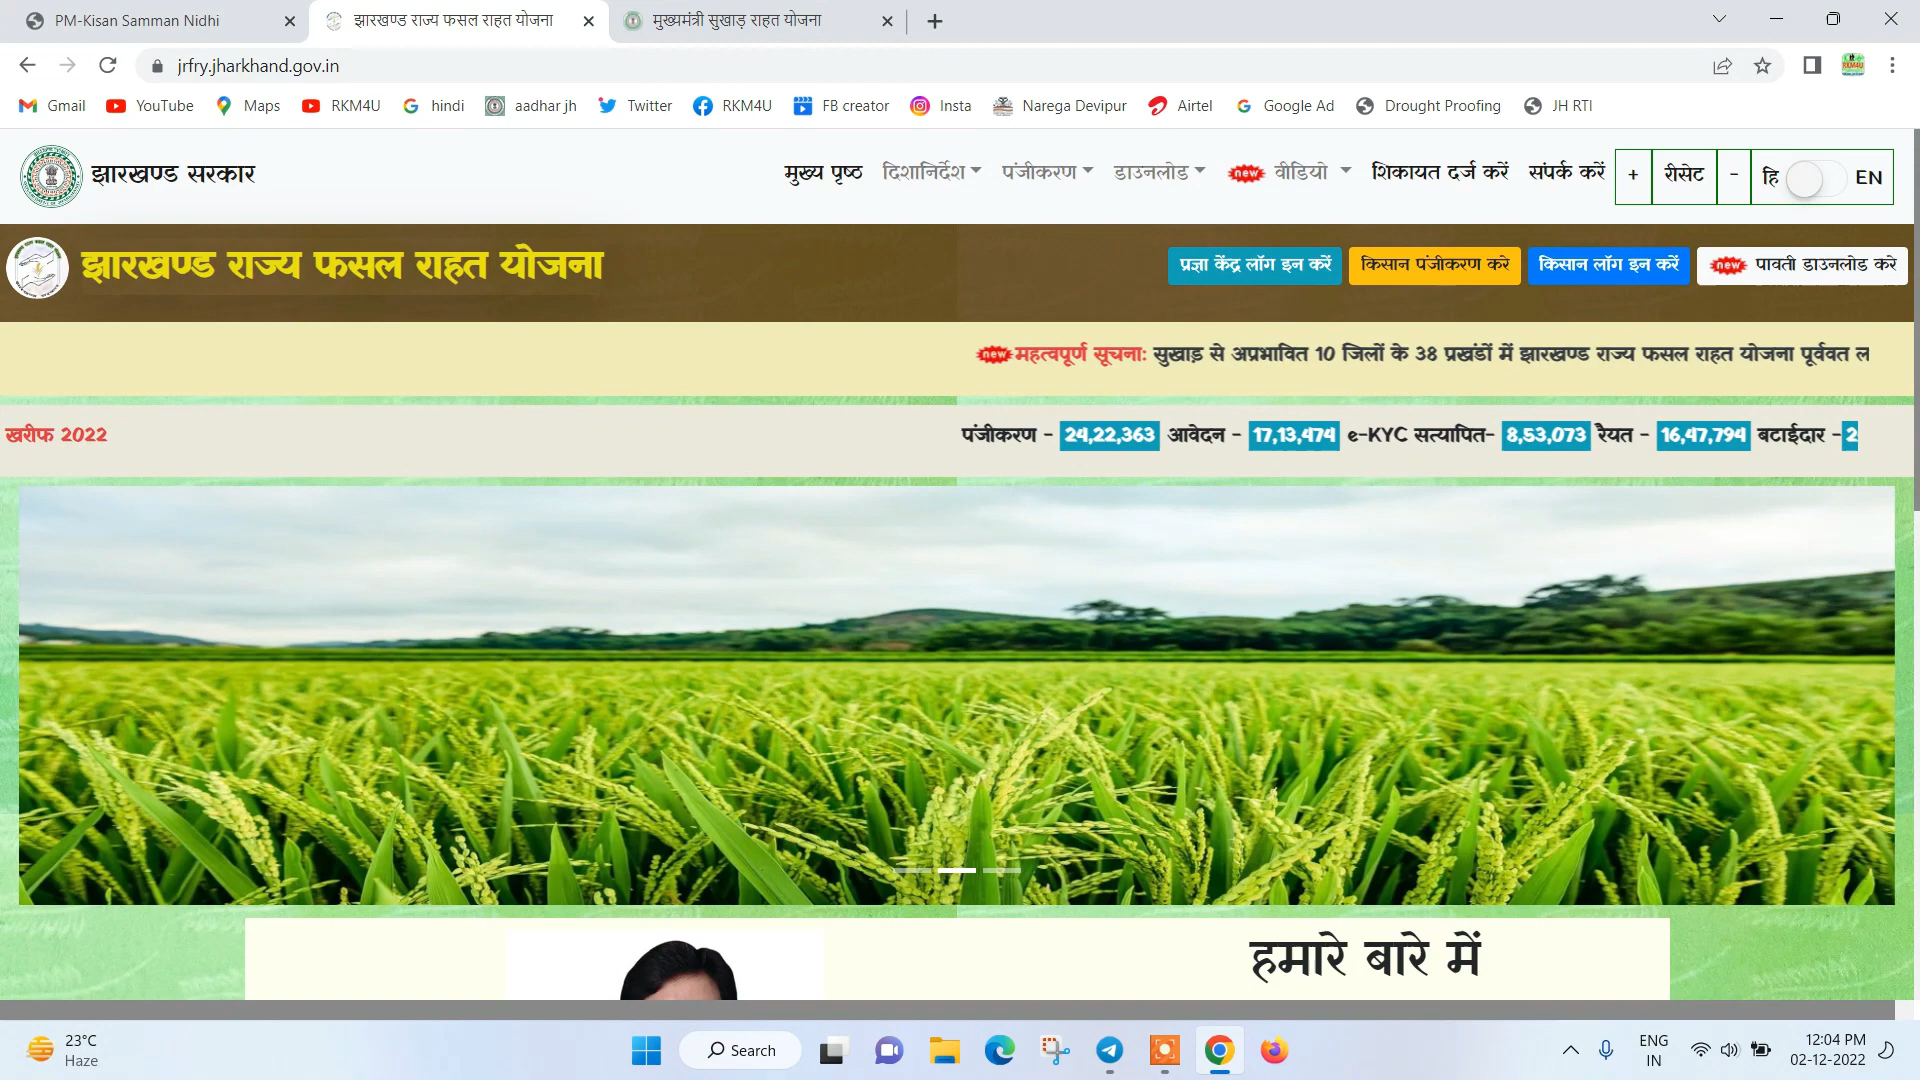 PM-Kisan Samman Nidhi
झारखण्ड राज्य फसल राहत योजना
मुख्यमंत्री सुखाड़ राहत योजना
jrfry.jharkhand.gov.in
Gmail YouTube Maps RKM4U hindi aadhar jh Twitter RKM4U FB creator Insta Narega Devipur Airtel Google Ad Drought Proofing JH RTI
झारखण्ड सरकार
मुख्य पृष्ठ दिशानिर्देश पंजीकरण डाउनलोड new वीडियो शिकायत दर्ज करें संपर्क करें + रीसेट - हि EN
झारखण्ड राज्य फसल राहत योजना
प्रज्ञा केंद्र लॉग इन करें किसान पंजीकरण करे किसान लॉग इन करें new पावती डाउनलोड करे
new महत्वपूर्ण सूचना: सुखाड़ से अप्रभावित 10 जिलों के 38 प्रखंडों में झारखण्ड राज्य फसल राहत योजना पूर्ववत ल
खरीफ 2022
पंजीकरण - 24,22,363 आवेदन - 17,13,474 e-KYC सत्यापित- 8,53,073 रैयत - 16,47,794 बटाईदार - 2
हमारे बारे में
23°C
Haze
Search
ENG
IN
12:04 PM
02-12-2022